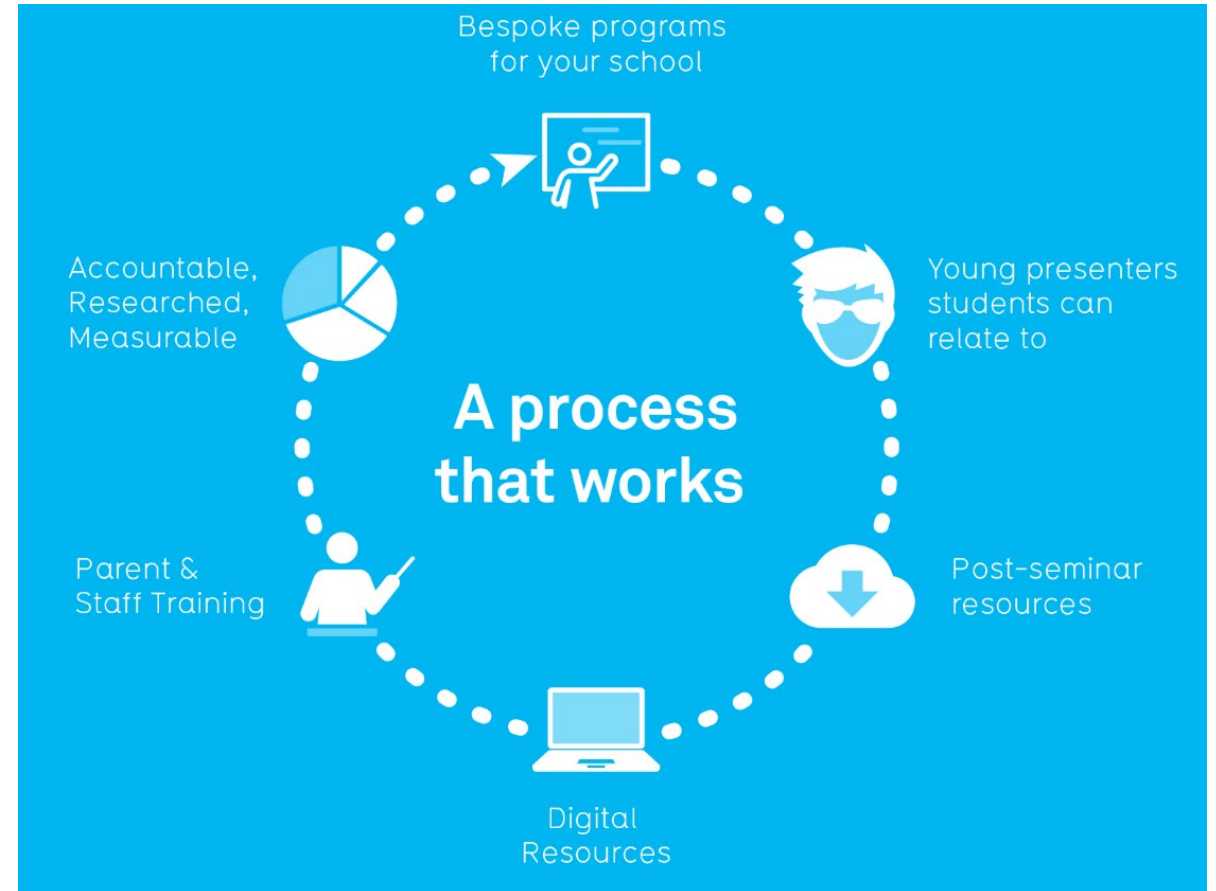 Bespoke programs
for your school
Young presenters
students can
relate to
Post-seminar
resources
Digital
Resources
Parent &
Staff Training
Accountable,
Researched,
Measurable
A process
that works